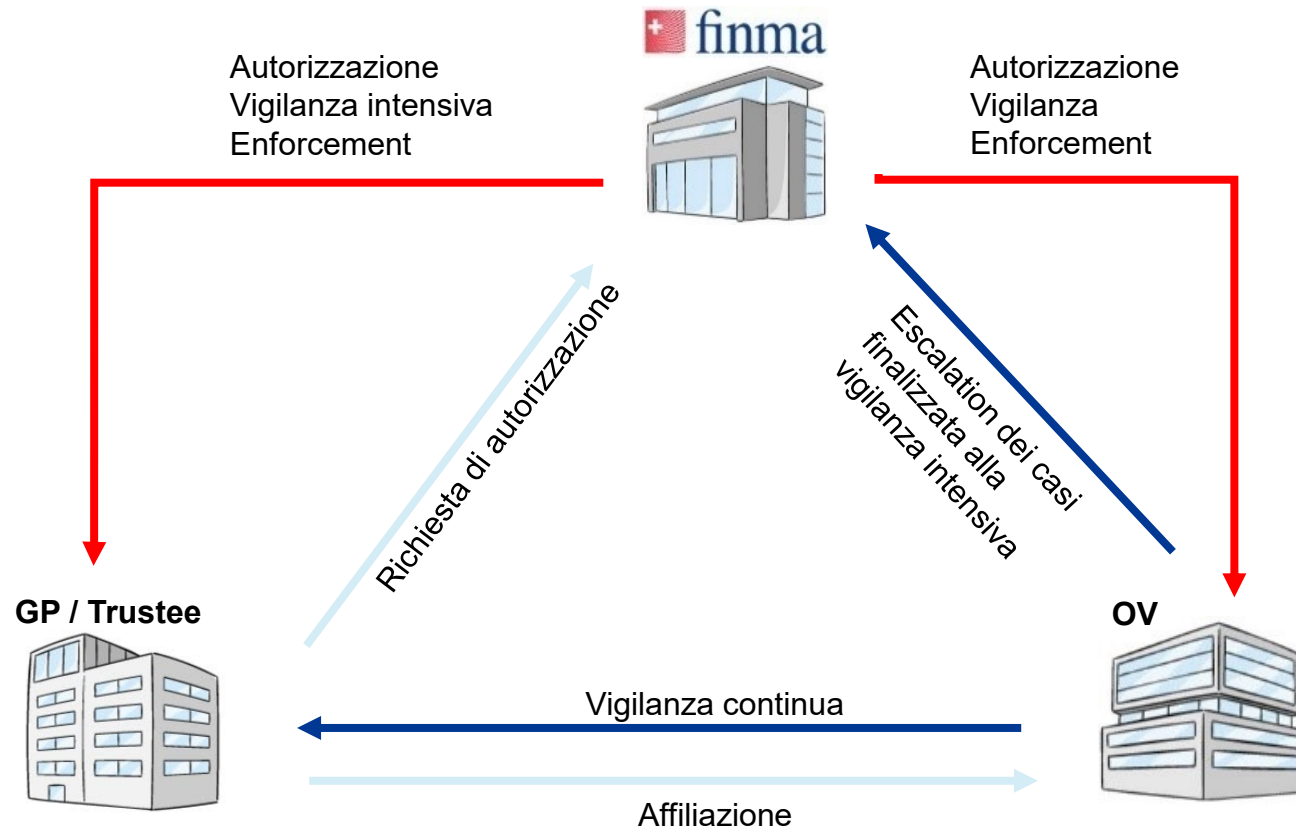 finma
Autorizzazione
Vigilanza intensiva
Enforcement
Autorizzazione
Vigilanza
Enforcement
Richiesta di autorizzazione
Escalation dei casi
finalizzata alla
vigilanza intensiva
GP / Trustee
OV
Vigilanza continua
Affiliazione